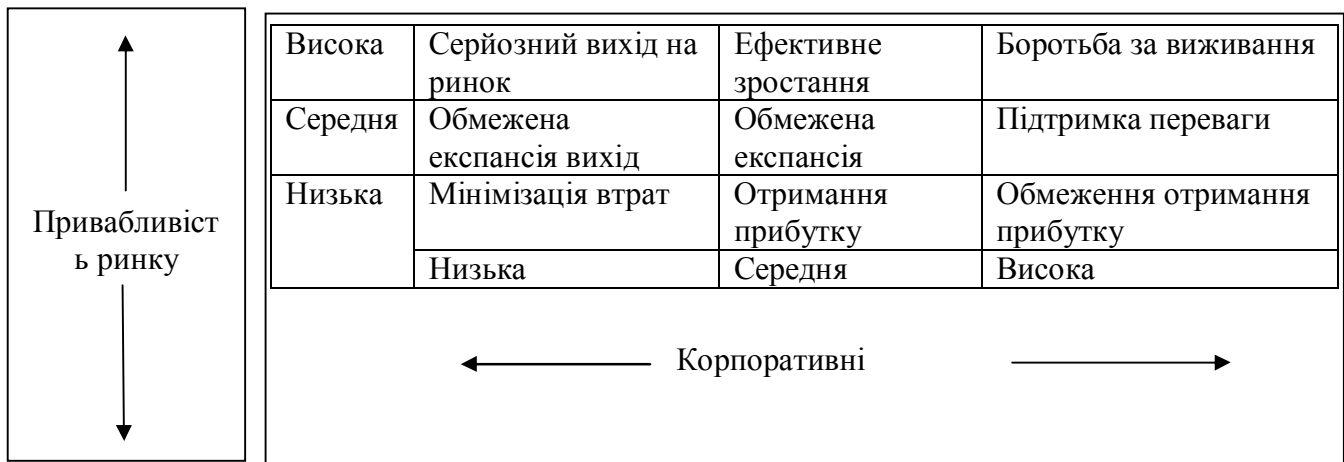 Висока Серйозний вихід на Ефективне Боротьба за виживання
ринок зростання
Середня Обмежена Обмежена Підтримка переваги
експансія вихід експансія
Низька Мінімізація втрат Отримання Обмеження отримання
прибутку прибутку
Низька Середня Висока
Привабливіст
ь ринку
Корпоративні